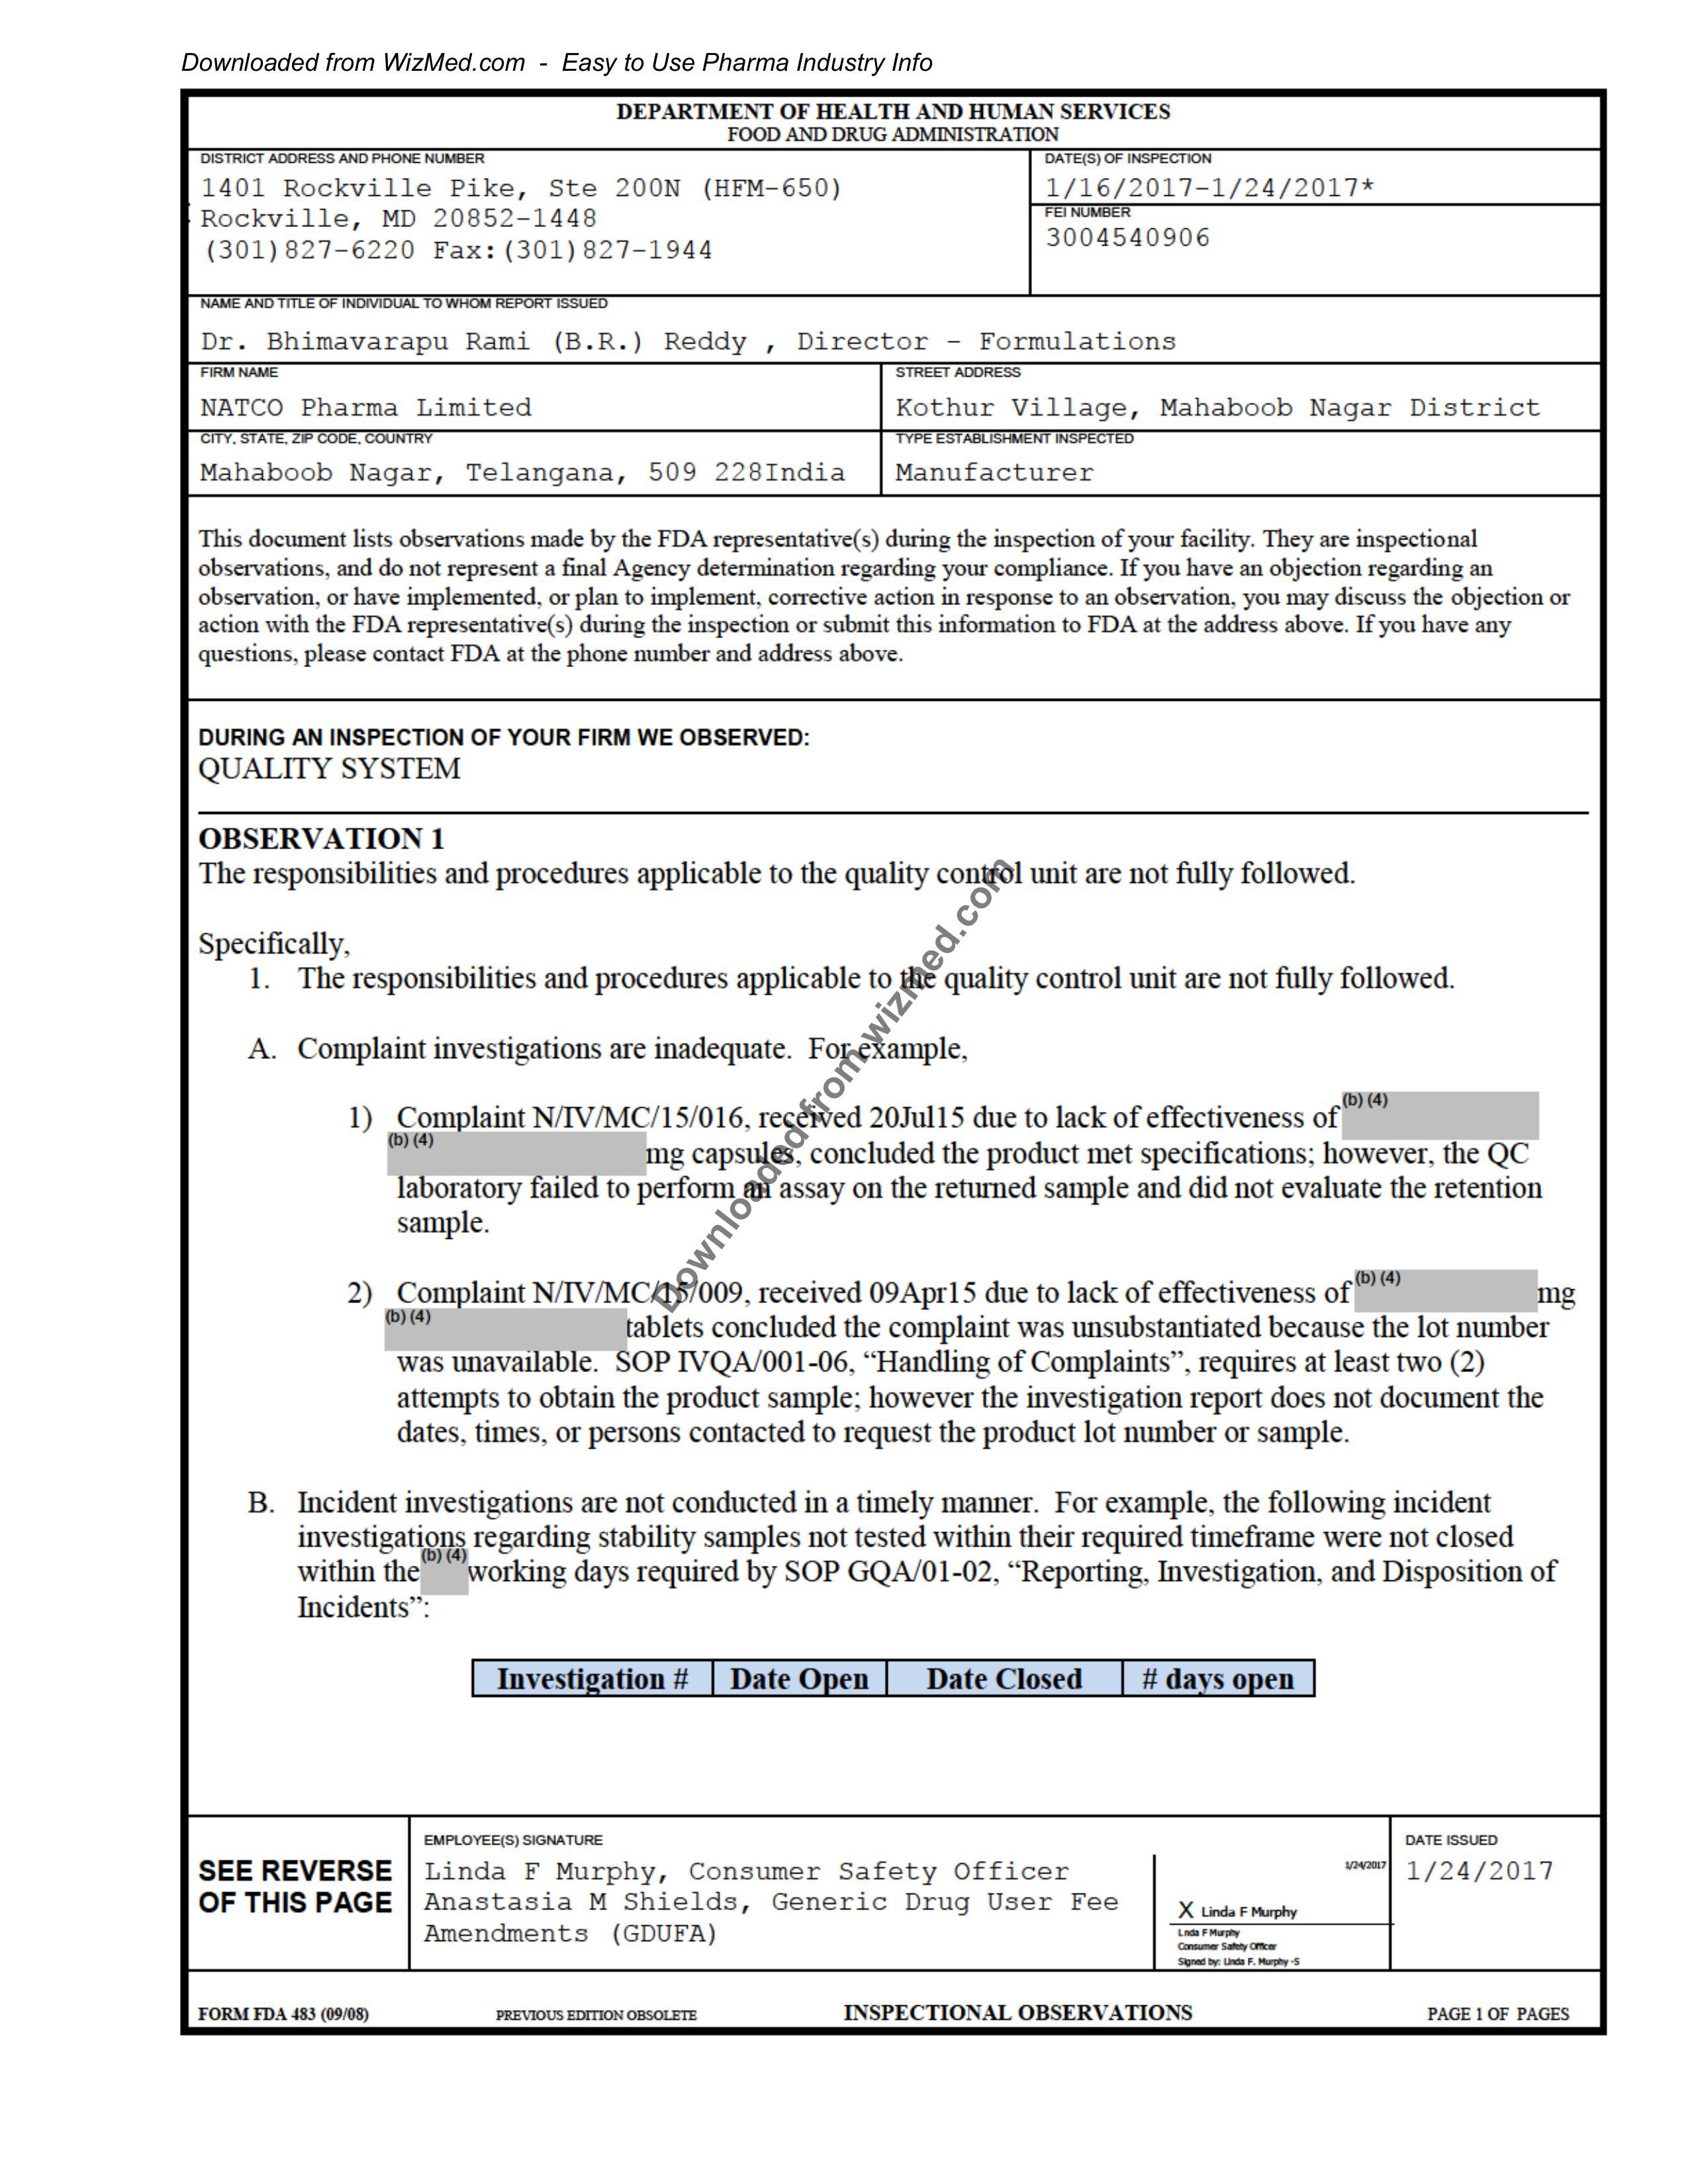 Downloaded from WizMed.com  -  Easy to Use Pharma Industry Info
DEPARTMENT OF HEALTH AND HUMAN SERVICES
FOOD AND DRUG ADMINISTRATION
DISTRICT ADDRESS AND PHONE NUMBER
1401 Rockville Pike, Ste 200N (HFM-650)
Rockville, MD 20852-1448
(301)827-6220 Fax:(301)827-1944
DATE(S) OF INSPECTION
1/16/2017-1/24/2017*
FEI NUMBER
3004540906
NAME AND TITLE OF INDIVIDUAL TO WHOM REPORT ISSUED
Dr. Bhimavarapu Rami (B.R.) Reddy , Director - Formulations
FIRM NAME
NATCO Pharma Limited
STREET ADDRESS
Kothur Village, Mahaboob Nagar District
CITY, STATE, ZIP CODE, COUNTRY
Mahaboob Nagar, Telangana, 509 228India
TYPE ESTABLISHMENT INSPECTED
Manufacturer
This document lists observations made by the FDA representative(s) during the inspection of your facility. They are inspectional
observations, and do not represent a final Agency determination regarding your compliance. If you have an objection regarding an
observation, or have implemented, or plan to implement, corrective action in response to an observation, you may discuss the objection or
action with the FDA representative(s) during the inspection or submit this information to FDA at the address above. If you have any
questions, please contact FDA at the phone number and address above.
DURING AN INSPECTION OF YOUR FIRM WE OBSERVED:
QUALITY SYSTEM
OBSERVATION 1
The responsibilities and procedures applicable to the quality control unit are not fully followed.
Specifically,
1. The responsibilities and procedures applicable to the quality control unit are not fully followed.
A. Complaint investigations are inadequate. For example,
1) Complaint N/IV/MC/15/016, received 20Jul15 due to lack of effectiveness of (b) (4)
(b) (4) mg capsules, concluded the product met specifications; however, the QC
laboratory failed to perform an assay on the returned sample and did not evaluate the retention
sample.
2) Complaint N/IV/MC/15/009, received 09Apr15 due to lack of effectiveness of (b) (4) mg
(b) (4) tablets concluded the complaint was unsubstantiated because the lot number
was unavailable. SOP IVQA/001-06, “Handling of Complaints”, requires at least two (2)
attempts to obtain the product sample; however the investigation report does not document the
dates, times, or persons contacted to request the product lot number or sample.
B. Incident investigations are not conducted in a timely manner. For example, the following incident
investigations regarding stability samples not tested within their required timeframe were not closed
within the (b) (4) working days required by SOP GQA/01-02, “Reporting, Investigation, and Disposition of
Incidents”:
Investigation # Date Open Date Closed # days open
Downloaded from wizmed.com
SEE REVERSE
OF THIS PAGE
EMPLOYEE(S) SIGNATURE
Linda F Murphy, Consumer Safety Officer
Anastasia M Shields, Generic Drug User Fee
Amendments (GDUFA)
1/24/2017
X Linda F Murphy
Lnda F Murphy
Consumer Safety Officer
Signed by: Linda F. Murphy -S
DATE ISSUED
1/24/2017
FORM FDA 483 (09/08) PREVIOUS EDITION OBSOLETE INSPECTIONAL OBSERVATIONS PAGE 1 OF PAGES